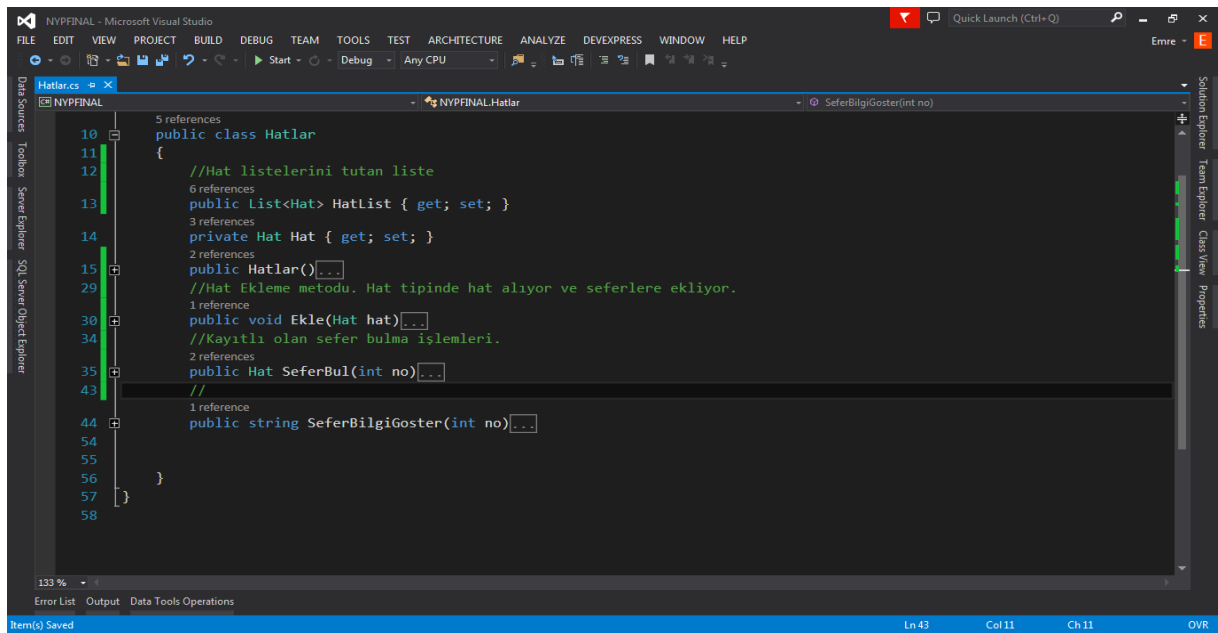 NYPFINAL - Microsoft Visual Studio
Quick Launch (Ctrl+Q)
FILE EDIT VIEW PROJECT BUILD DEBUG TEAM TOOLS TEST ARCHITECTURE ANALYZE DEVEXPRESS WINDOW HELP
Emre E
Start Debug Any CPU
Hatlar.cs
NYPFINAL NYPFINAL.Hatlar SeferBilgiGoster(int no)
5 references
10 public class Hatlar
11 {
12 //Hat listelerini tutan liste
6 references
13 public List<Hat> HatList { get; set; }
3 references
14 private Hat Hat { get; set; }
2 references
15 public Hatlar()...
29 //Hat Ekleme metodu. Hat tipinde hat alıyor ve seferlere ekliyor.
1 reference
30 public void Ekle(Hat hat)...
34 //Kayıtlı olan sefer bulma işlemleri.
2 references
35 public Hat SeferBul(int no)...
43 //
1 reference
44 public string SeferBilgiGoster(int no)...
54
55
56 }
57 }
58
133 %
Error List Output Data Tools Operations
Item(s) Saved Ln 43 Col 11 Ch 11 OVR
Data Sources
Toolbox
Server Explorer
SQL Server Object Explorer
Solution Explorer
Team Explorer
Class View
Properties